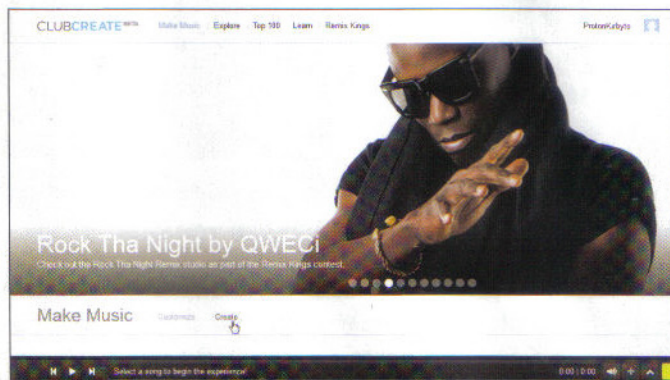 CLUBCREATE BETA Make Music Explore Top 100 Learn Remix Kings ProtonKirbyte
Rock Tha Night by QWECi
Check out the Rock Tha Night Remix studio as part of the Remix Kings contest.
Make Music Customize Create
Select a song to begin the experience! 0:00 | 0:00